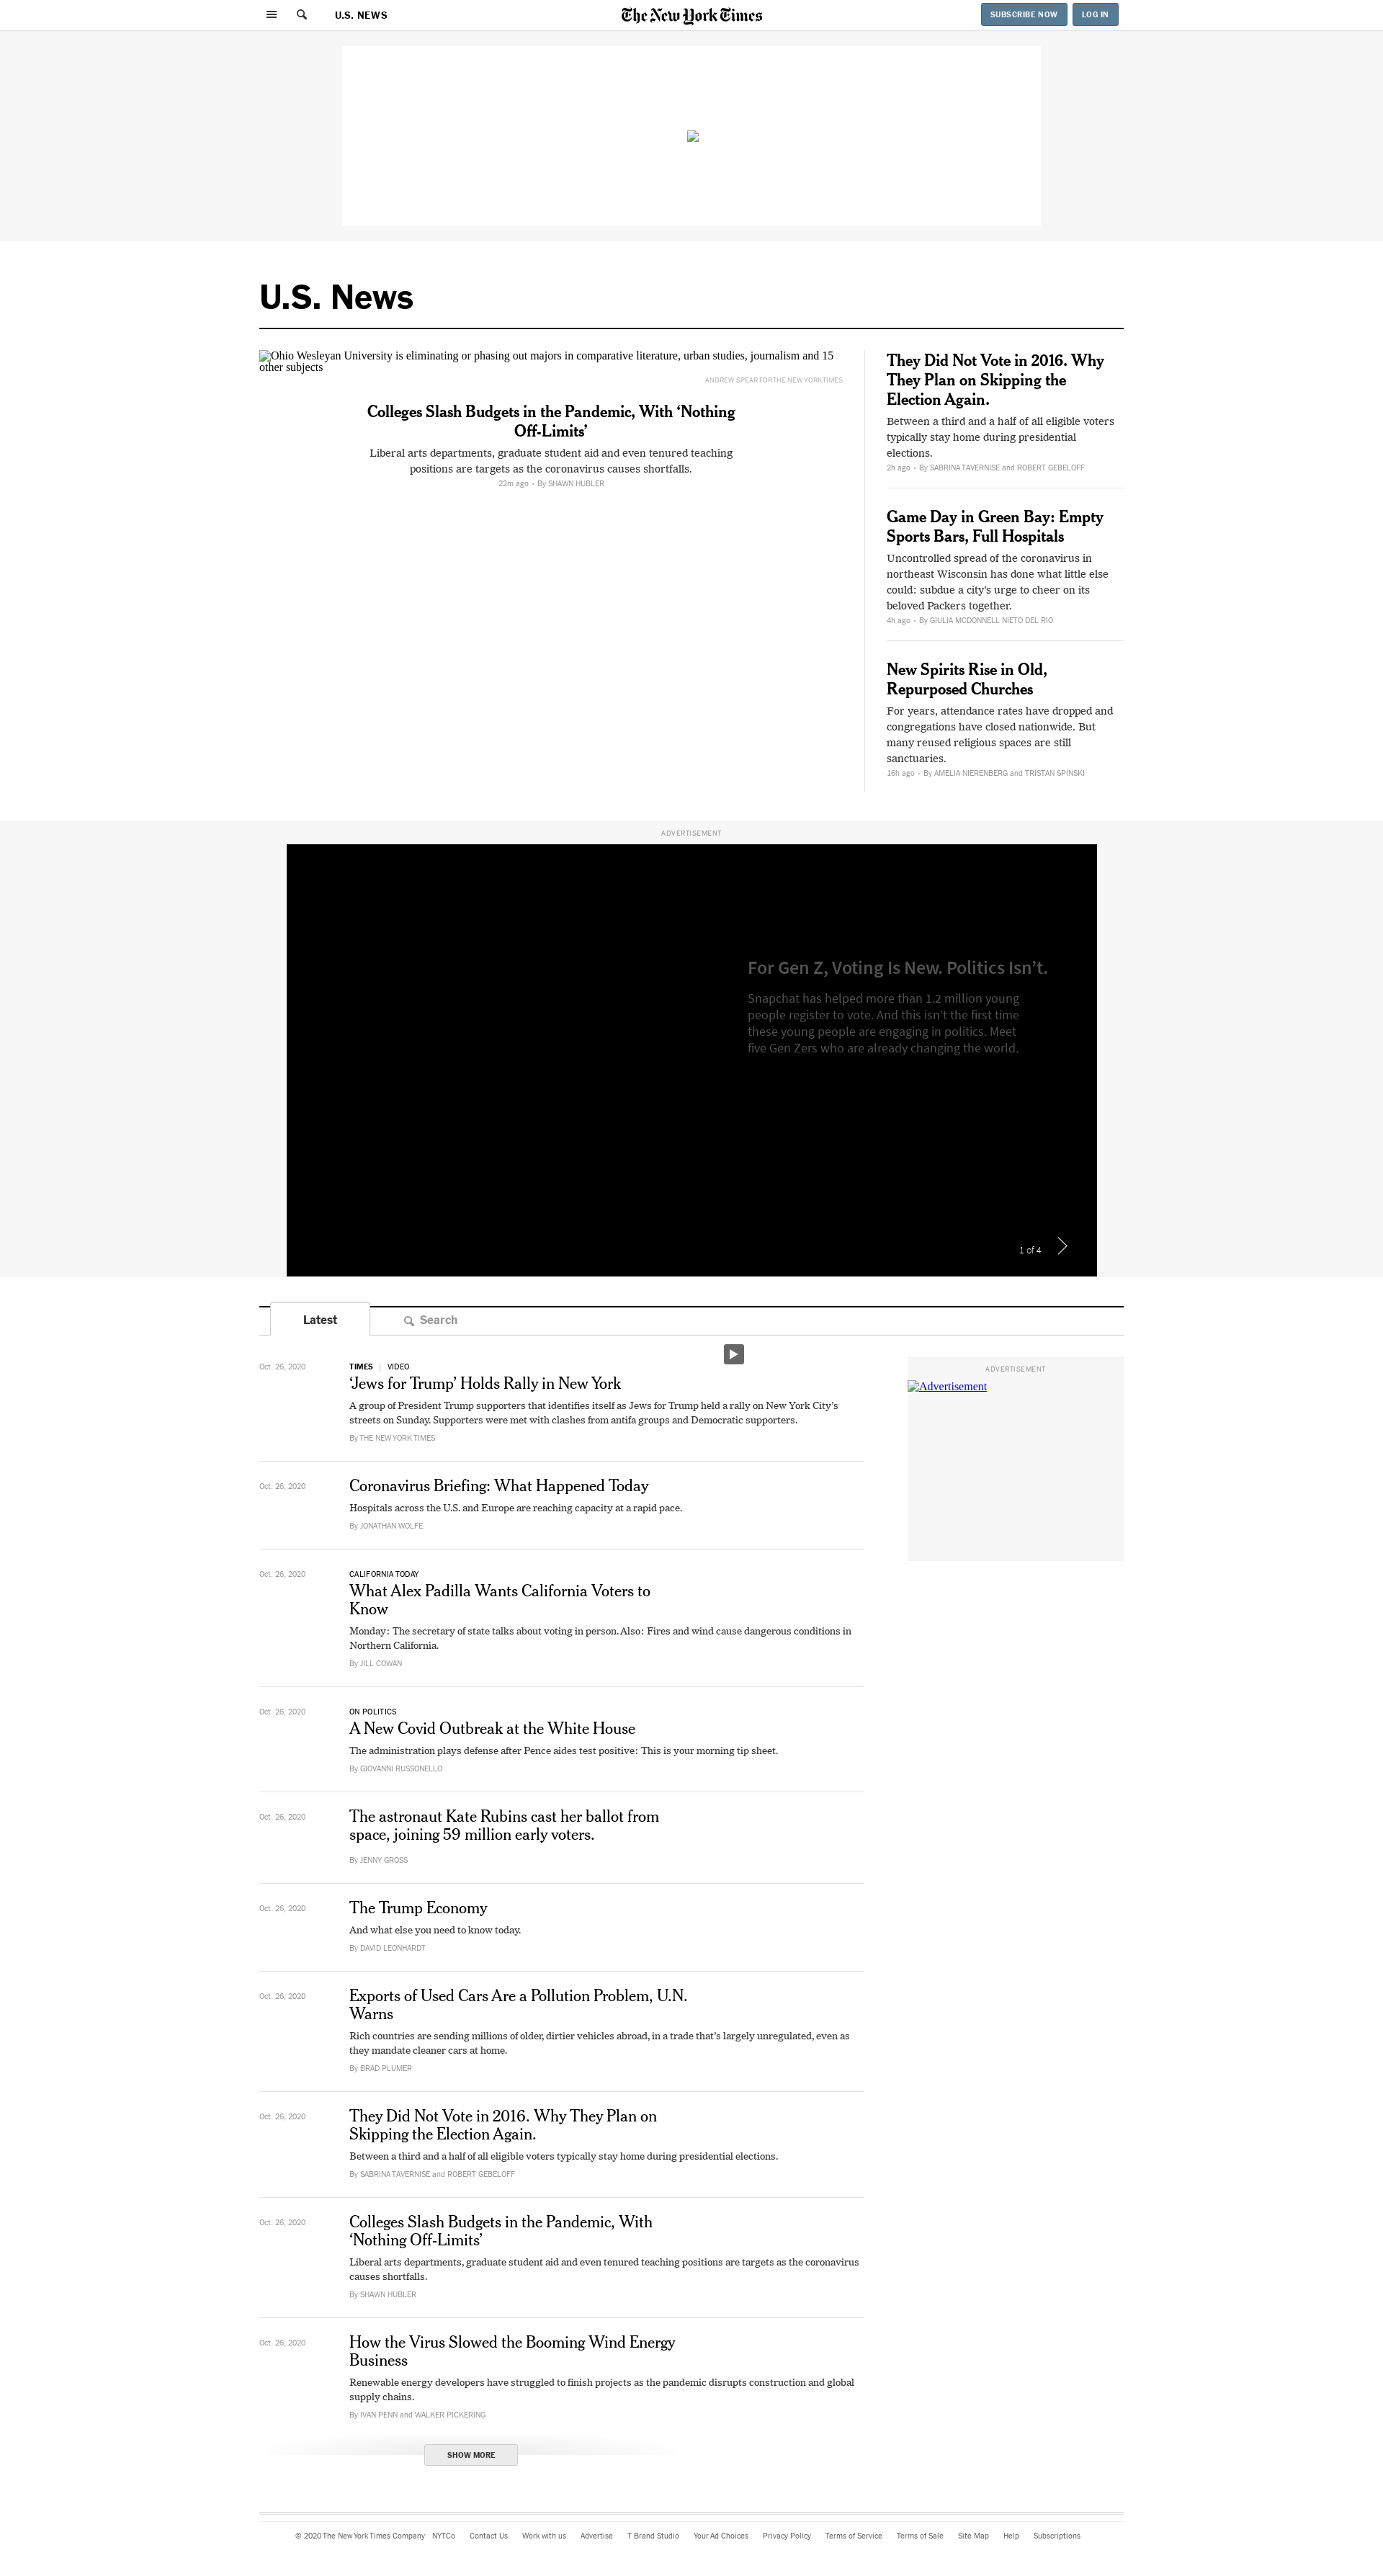 U.S. NEWS
The New York Times
SUBSCRIBE NOW
LOG IN
U.S. News
Ohio Wesleyan University is eliminating or phasing out majors in comparative literature, urban studies, journalism and 15
other subjects
ANDREW SPEAR FOR THE NEW YORK TIMES
Colleges Slash Budgets in the Pandemic, With ‘Nothing
Off-Limits’
Liberal arts departments, graduate student aid and even tenured teaching
positions are targets as the coronavirus causes shortfalls.
22m ago • By SHAWN HUBLER
They Did Not Vote in 2016. Why
They Plan on Skipping the
Election Again.
Between a third and a half of all eligible voters
typically stay home during presidential
elections.
2h ago • By SABRINA TAVERNISE and ROBERT GEBELOFF
Game Day in Green Bay: Empty
Sports Bars, Full Hospitals
Uncontrolled spread of the coronavirus in
northeast Wisconsin has done what little else
could: subdue a city's urge to cheer on its
beloved Packers together.
4h ago • By GIULIA MCDONNELL NIETO DEL RIO
New Spirits Rise in Old,
Repurposed Churches
For years, attendance rates have dropped and
congregations have closed nationwide. But
many reused religious spaces are still
sanctuaries.
16h ago • By AMELIA NIERENBERG and TRISTAN SPINSKI
ADVERTISEMENT
For Gen Z, Voting Is New. Politics Isn’t.
Snapchat has helped more than 1.2 million young
people register to vote. And this isn’t the first time
these young people are engaging in politics. Meet
five Gen Zers who are already changing the world.
1 of 4
Latest
Search
Oct. 26, 2020
TIMES | VIDEO
‘Jews for Trump’ Holds Rally in New York
A group of President Trump supporters that identifies itself as Jews for Trump held a rally on New York City’s
streets on Sunday. Supporters were met with clashes from antifa groups and Democratic supporters.
By THE NEW YORK TIMES
ADVERTISEMENT
Advertisement
Oct. 26, 2020
Coronavirus Briefing: What Happened Today
Hospitals across the U.S. and Europe are reaching capacity at a rapid pace.
By JONATHAN WOLFE
Oct. 26, 2020
CALIFORNIA TODAY
What Alex Padilla Wants California Voters to
Know
Monday: The secretary of state talks about voting in person. Also: Fires and wind cause dangerous conditions in
Northern California.
By JILL COWAN
Oct. 26, 2020
ON POLITICS
A New Covid Outbreak at the White House
The administration plays defense after Pence aides test positive: This is your morning tip sheet.
By GIOVANNI RUSSONELLO
Oct. 26, 2020
The astronaut Kate Rubins cast her ballot from
space, joining 59 million early voters.
By JENNY GROSS
Oct. 26, 2020
The Trump Economy
And what else you need to know today.
By DAVID LEONHARDT
Oct. 26, 2020
Exports of Used Cars Are a Pollution Problem, U.N.
Warns
Rich countries are sending millions of older, dirtier vehicles abroad, in a trade that’s largely unregulated, even as
they mandate cleaner cars at home.
By BRAD PLUMER
Oct. 26, 2020
They Did Not Vote in 2016. Why They Plan on
Skipping the Election Again.
Between a third and a half of all eligible voters typically stay home during presidential elections.
By SABRINA TAVERNISE and ROBERT GEBELOFF
Oct. 26, 2020
Colleges Slash Budgets in the Pandemic, With
‘Nothing Off-Limits’
Liberal arts departments, graduate student aid and even tenured teaching positions are targets as the coronavirus
causes shortfalls.
By SHAWN HUBLER
Oct. 26, 2020
How the Virus Slowed the Booming Wind Energy
Business
Renewable energy developers have struggled to finish projects as the pandemic disrupts construction and global
supply chains.
By IVAN PENN and WALKER PICKERING
SHOW MORE
© 2020 The New York Times Company NYTCo Contact Us Work with us Advertise T Brand Studio Your Ad Choices Privacy Policy Terms of Service Terms of Sale Site Map Help Subscriptions